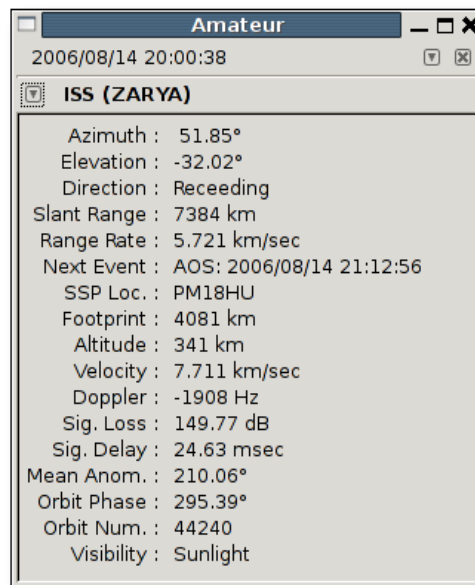 Amateur
2006/08/14 20:00:38
ISS (ZARYA)
Azimuth : 51.85°
Elevation : -32.02°
Direction : Receeding
Slant Range : 7384 km
Range Rate : 5.721 km/sec
Next Event : AOS: 2006/08/14 21:12:56
SSP Loc. : PM18HU
Footprint : 4081 km
Altitude : 341 km
Velocity : 7.711 km/sec
Doppler : -1908 Hz
Sig. Loss : 149.77 dB
Sig. Delay : 24.63 msec
Mean Anom. : 210.06°
Orbit Phase : 295.39°
Orbit Num. : 44240
Visibility : Sunlight